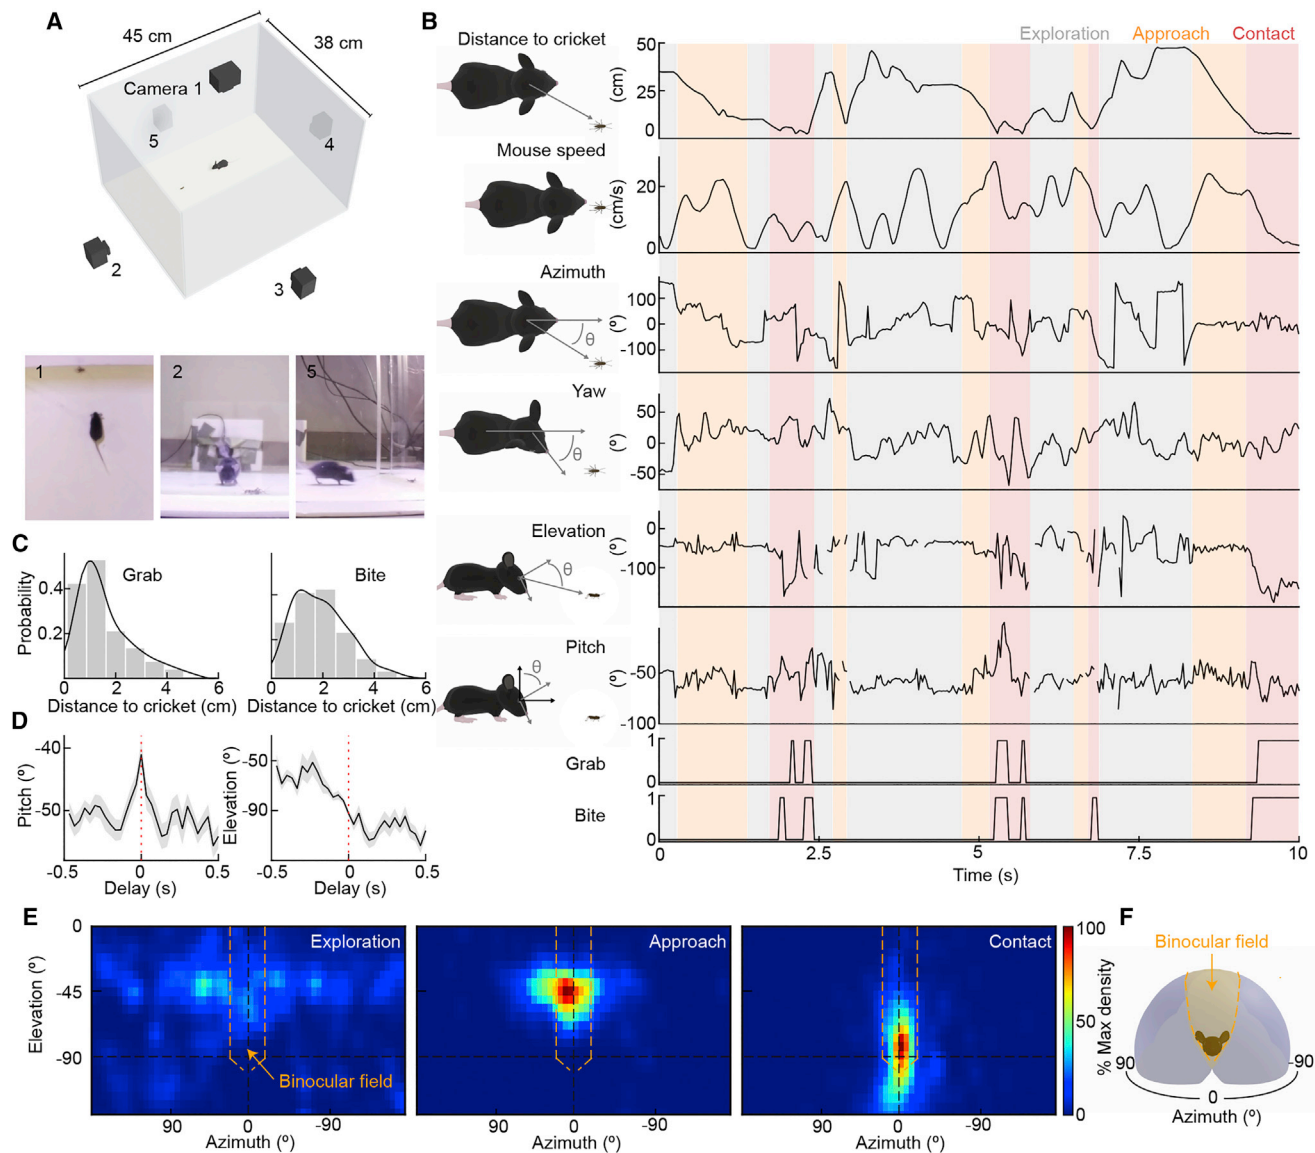 A
45 cm
38 cm
Camera 1
5
4
2
3
1
2
5
B
Exploration
Approach
Contact
Distance to cricket
(cm)
50
25
0
Mouse speed
(cm/s)
20
0
Azimuth
θ
(º)
100
0
-100
Yaw
θ
(º)
50
0
-50
Elevation
θ
(º)
0
-100
Pitch
θ
(º)
-50
-100
Grab
1
0
Bite
1
0
0
2.5
5
7.5
10
Time (s)
C
Probability
0.4
0.2
Grab
0 2 4 6
Distance to cricket (cm)
Bite
0 2 4 6
Distance to cricket (cm)
D
Pitch (º)
-40
-50
-0.5 0 0.5
Delay (s)
Elevation (º)
-50
-90
-0.5 0 0.5
Delay (s)
E
Elevation (º)
0
-45
-90
Exploration
Binocular field
90 0 -90
Azimuth (º)
Approach
90 0 -90
Azimuth (º)
Contact
90 0 -90
Azimuth (º)
100
50
0
% Max density
F
Binocular field
90
-90
0
Azimuth (º)